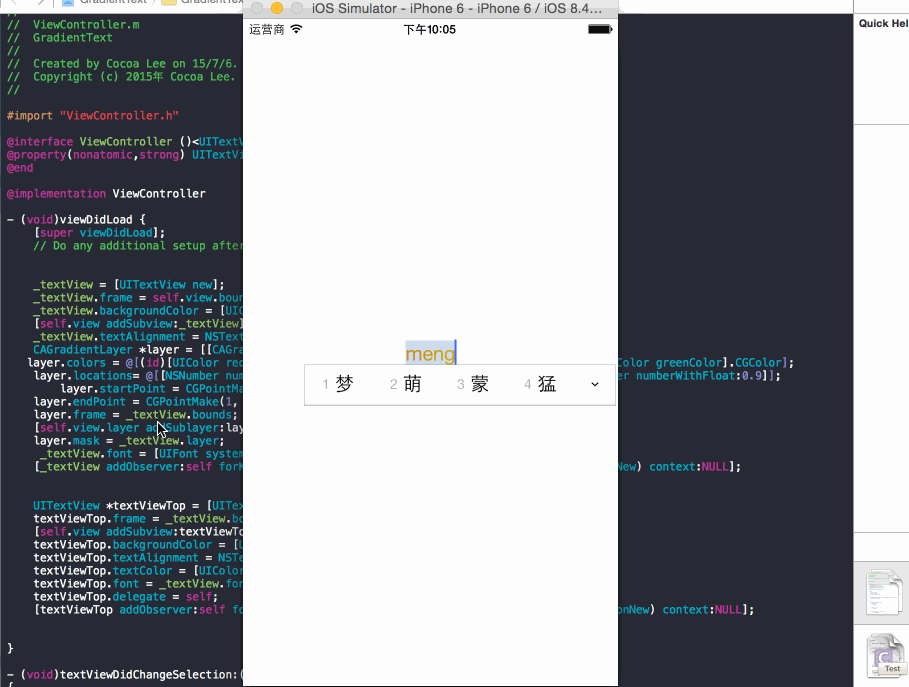 GradientText
GradientText
iOS Simulator - iPhone 6 - iPhone 6 / iOS 8.4...
运营商
下午10:05
Quick Hel
//
//  ViewController.m
//  GradientText
//
//  Created by Cocoa Lee on 15/7/6.
//  Copyright (c) 2015年 Cocoa Lee.
//
#import "ViewController.h"
@interface ViewController ()<UITextV
@property(nonatomic,strong) UITextVi
@end
@implementation ViewController
- (void)viewDidLoad {
[super viewDidLoad];
// Do any additional setup after
_textView = [UITextView new];
_textView.frame = self.view.boun
_textView.backgroundColor = [UIC
[self.view addSubview:_textView]
_textView.textAlignment = NSText
CAGradientLayer *layer = [[CAGra
layer.colors = @[(id)[UIColor red
Color greenColor].CGColor];
layer.locations= @[[NSNumber num
er numberWithFloat:0.9]];
layer.startPoint = CGPointMa
layer.endPoint = CGPointMake(1,
layer.frame = _textView.bounds;
[self.view.layer addSublayer:lay
layer.mask = _textView.layer;
_textView.font = [UIFont system
[_textView addObserver:self forK
New) context:NULL];
UITextView *textViewTop = [UITex
textViewTop.frame = _textView.bo
[self.view addSubview:textViewTo
textViewTop.backgroundColor = [U
textViewTop.textAlignment = NSTe
textViewTop.textColor = [UIColor
textViewTop.font = _textView.fon
textViewTop.delegate = self;
[textViewTop addObserver:self fo
onNew) context:NULL];
}
- (void)textViewDidChangeSelection:(
{
meng
1 梦 2 萌 3 蒙 4 猛
C
Test